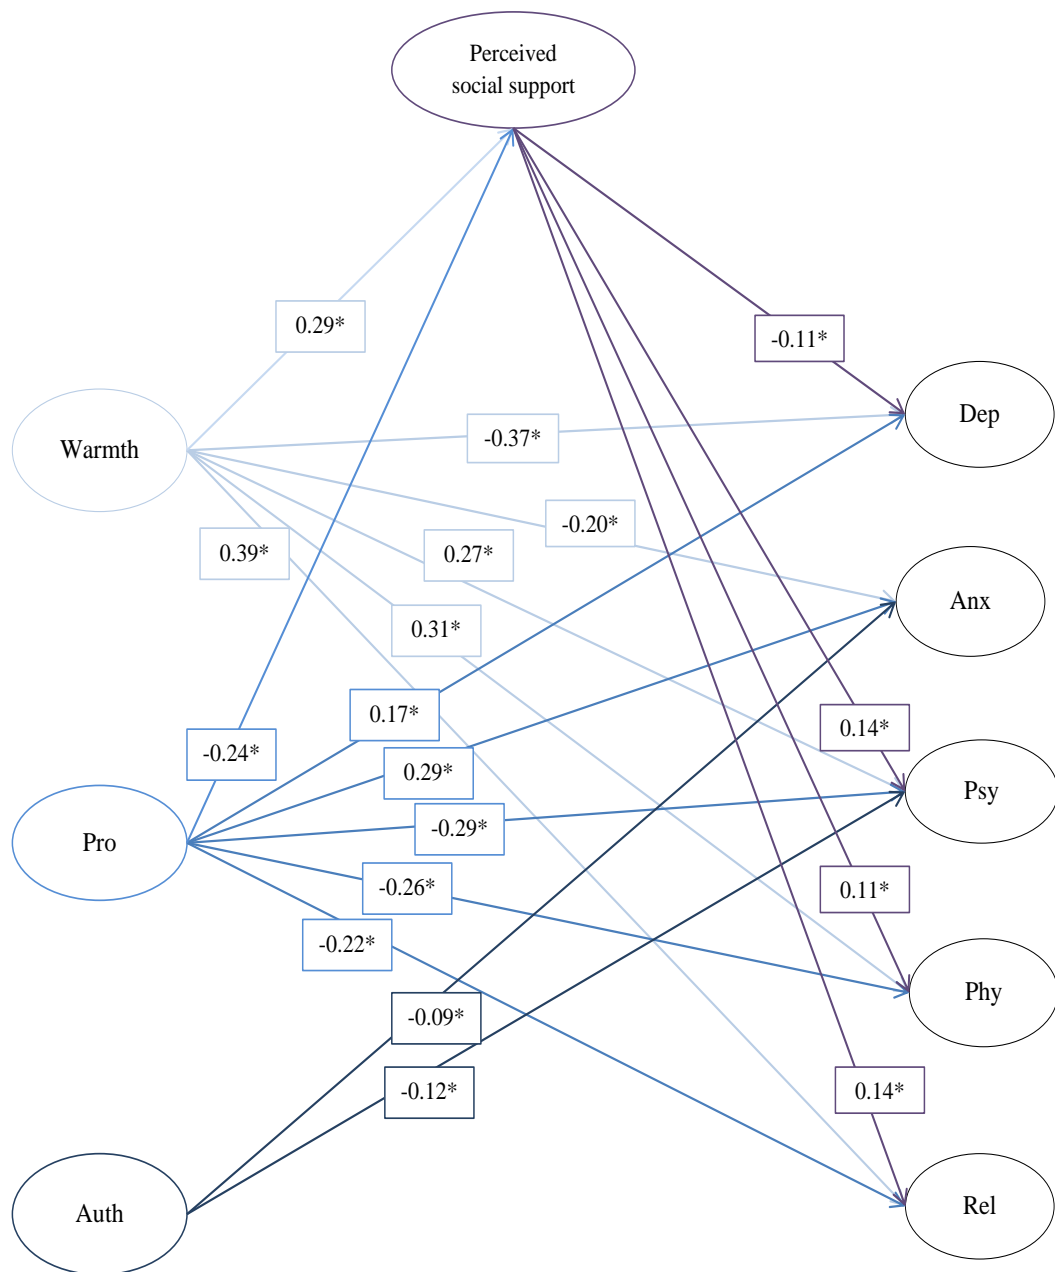 Perceived
social support
0.29*
-0.11*
Warmth
-0.37*
Dep
-0.20*
0.39*
0.27*
Anx
0.31*
0.17*
0.14*
-0.24*
0.29*
Psy
-0.29*
Pro
-0.26*
0.11*
-0.22*
Phy
-0.09*
-0.12*
0.14*
Auth
Rel